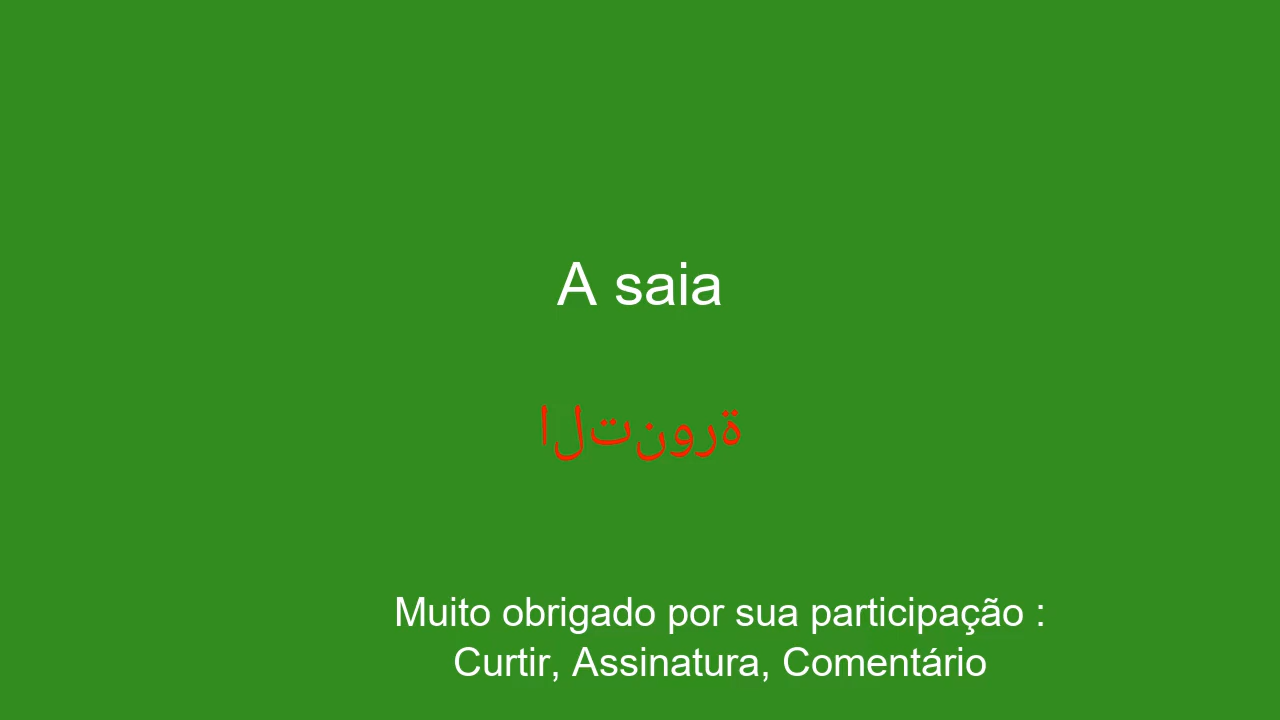 A saia
التنورة
Muito obrigado por sua participação :
Curtir, Assinatura, Comentário